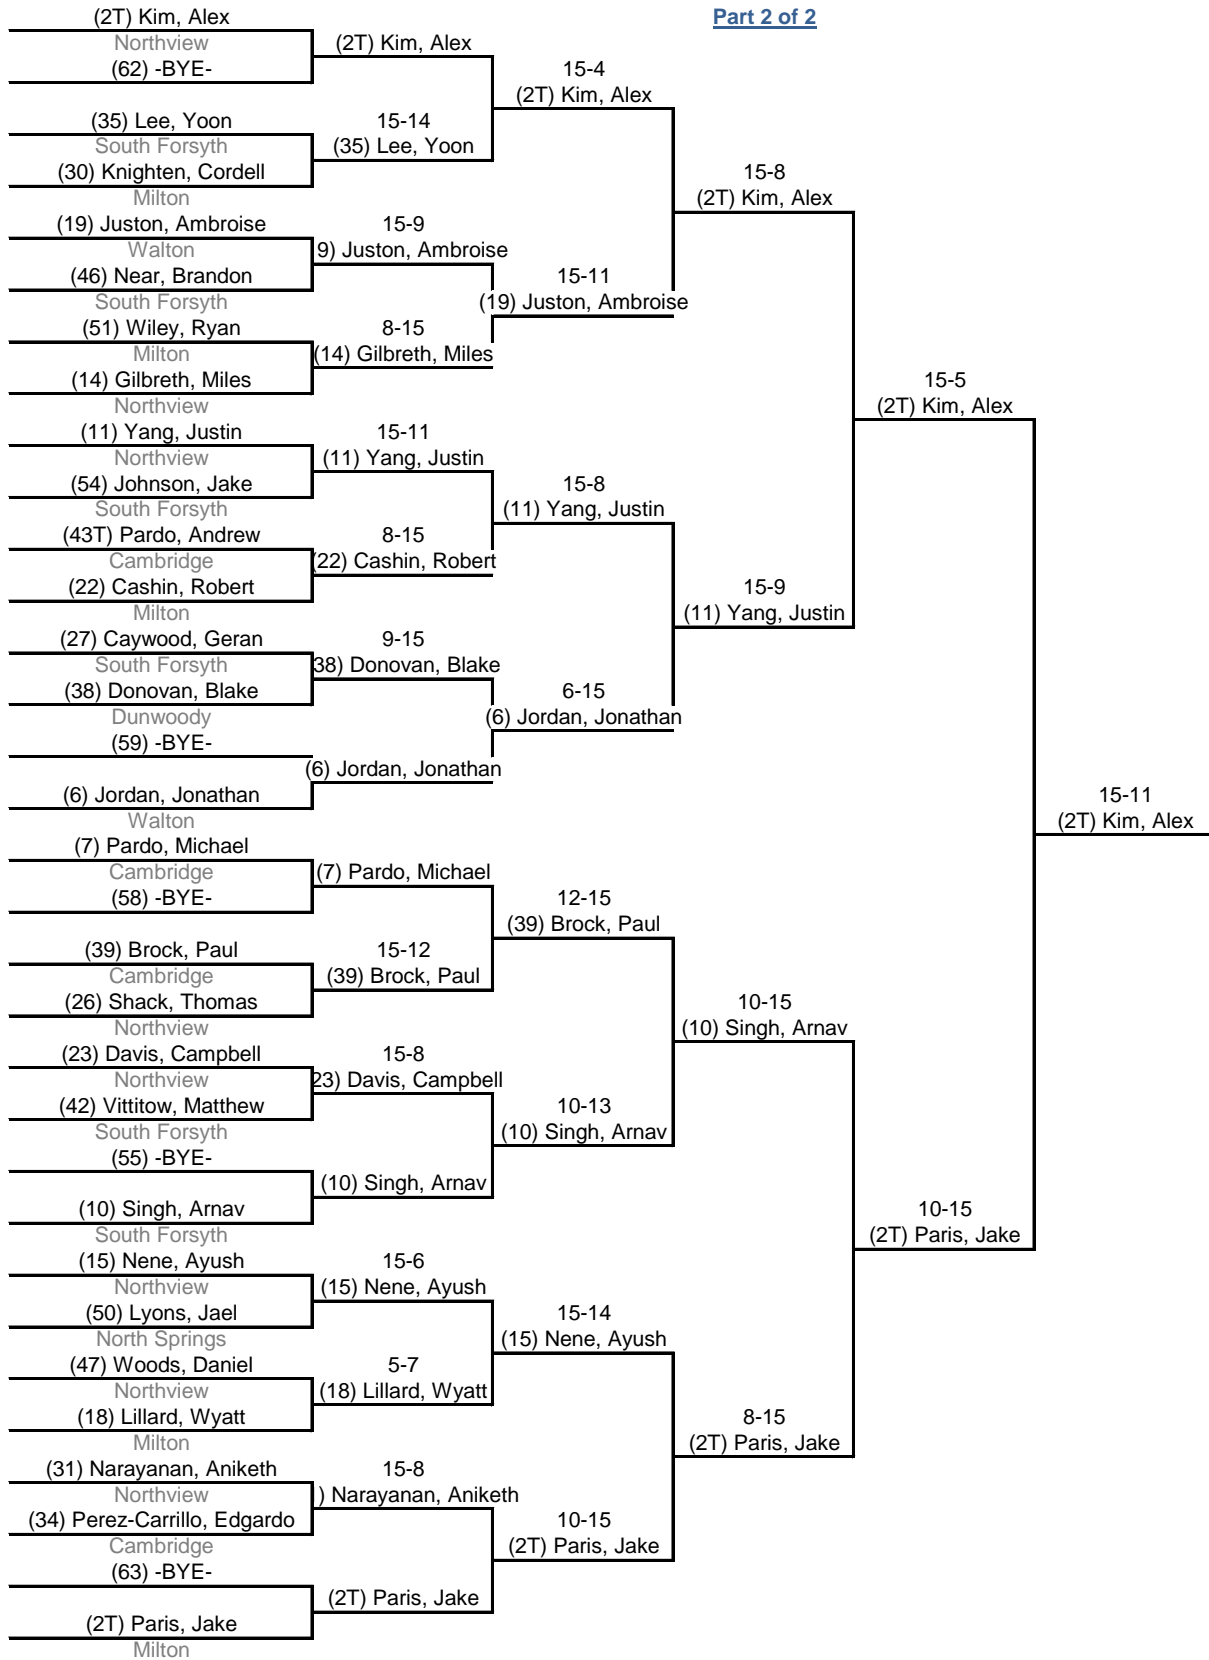 Part 2 of 2
(2T) Kim, Alex
Northview
(62) -BYE-
(35) Lee, Yoon
South Forsyth
(30) Knighten, Cordell
Milton
(19) Juston, Ambroise
Walton
(46) Near, Brandon
South Forsyth
(51) Wiley, Ryan
Milton
(14) Gilbreth, Miles
Northview
(11) Yang, Justin
Northview
(54) Johnson, Jake
South Forsyth
(43T) Pardo, Andrew
Cambridge
(22) Cashin, Robert
Milton
(27) Caywood, Geran
South Forsyth
(38) Donovan, Blake
Dunwoody
(59) -BYE-
(6) Jordan, Jonathan
Walton
(7) Pardo, Michael
Cambridge
(58) -BYE-
(39) Brock, Paul
Cambridge
(26) Shack, Thomas
Northview
(23) Davis, Campbell
Northview
(42) Vittitow, Matthew
South Forsyth
(55) -BYE-
(10) Singh, Arnav
South Forsyth
(15) Nene, Ayush
Northview
(50) Lyons, Jael
North Springs
(47) Woods, Daniel
Northview
(18) Lillard, Wyatt
Milton
(31) Narayanan, Aniketh
Northview
(34) Perez-Carrillo, Edgardo
Cambridge
(63) -BYE-
(2T) Paris, Jake
Milton
(2T) Kim, Alex
15-14
(35) Lee, Yoon
15-9
9) Juston, Ambroise
8-15
(14) Gilbreth, Miles
15-11
(11) Yang, Justin
8-15
(22) Cashin, Robert
9-15
38) Donovan, Blake
(6) Jordan, Jonathan
(7) Pardo, Michael
15-12
(39) Brock, Paul
15-8
23) Davis, Campbell
(10) Singh, Arnav
15-6
(15) Nene, Ayush
5-7
(18) Lillard, Wyatt
15-8
) Narayanan, Aniketh
(2T) Paris, Jake
15-4
(2T) Kim, Alex
15-11
(19) Juston, Ambroise
15-8
(11) Yang, Justin
6-15
(6) Jordan, Jonathan
12-15
(39) Brock, Paul
10-13
(10) Singh, Arnav
15-14
(15) Nene, Ayush
10-15
(2T) Paris, Jake
15-8
(2T) Kim, Alex
15-9
(11) Yang, Justin
10-15
(10) Singh, Arnav
8-15
(2T) Paris, Jake
15-5
(2T) Kim, Alex
10-15
(2T) Paris, Jake
15-11
(2T) Kim, Alex